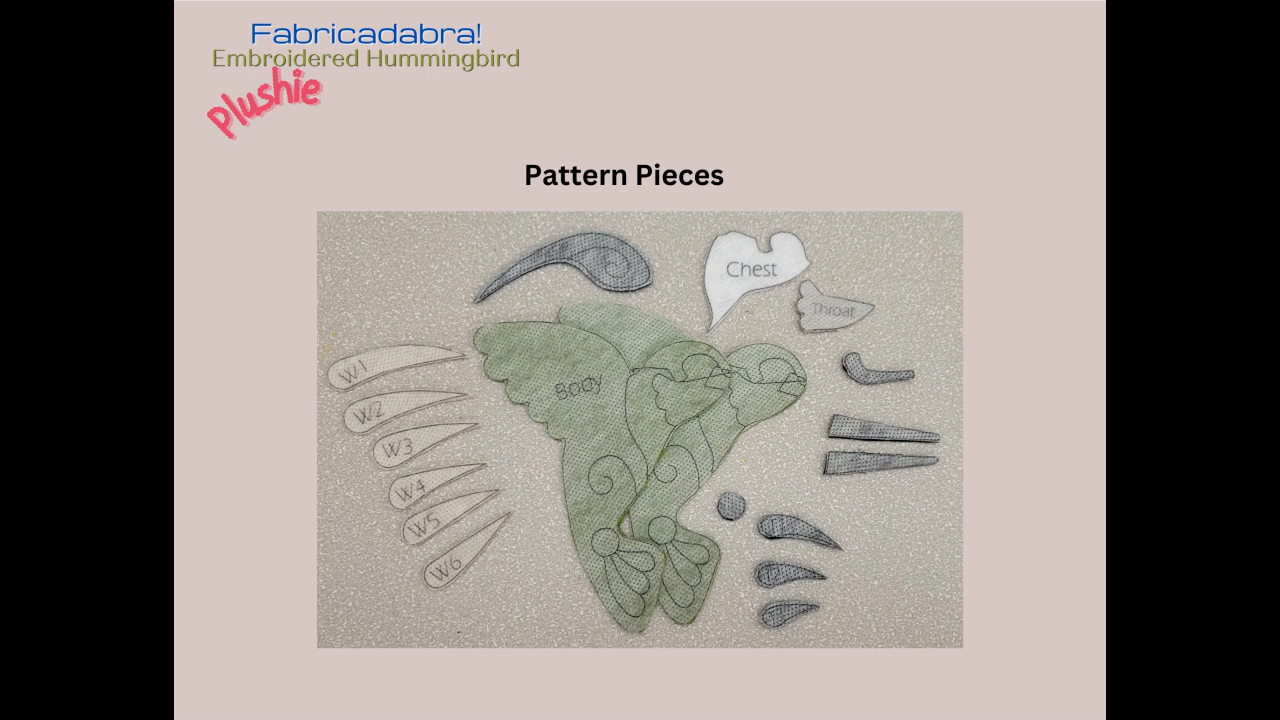 Fabricadabra!
Embroidered Hummingbird
plushie
Pattern Pieces
Chest
Throat
Body
W1
W2
W3
W4
W5
W6